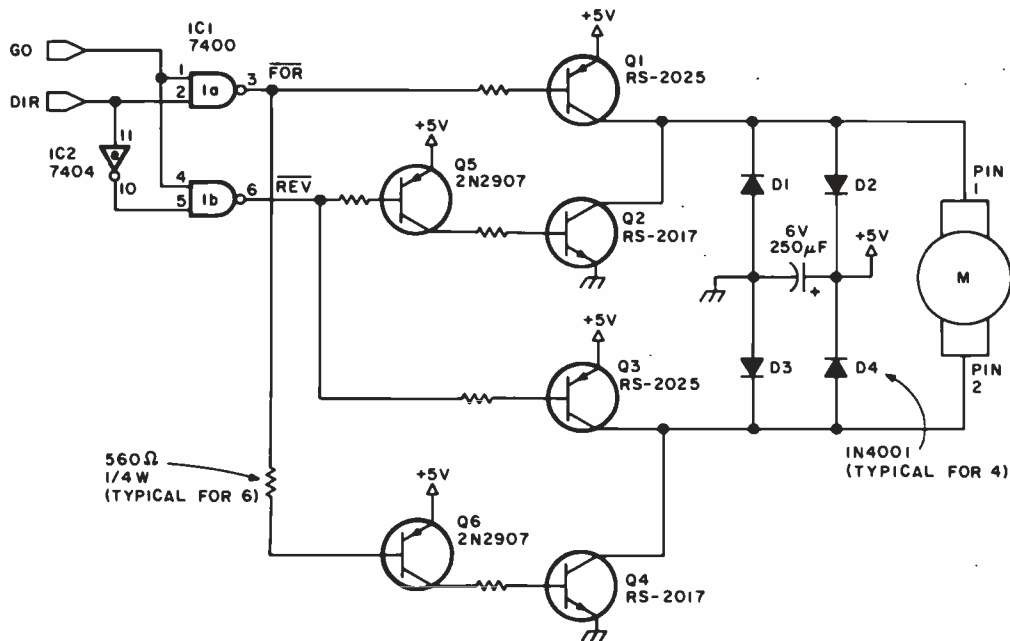 GO
DIR
IC1
7400
1
2
1a
3
FOR
11
IC2
7404
10
4
5
1b
6
REV
+5V
Q1
RS-2025
+5V
Q5
2N2907
Q2
RS-2017
+5V
Q3
RS-2025
560Ω
1/4W
(TYPICAL FOR 6)
+5V
Q6
2N2907
Q4
RS-2017
D1
D2
6V
250µF
+
+5V
D3
D4
1N4001
(TYPICAL FOR 4)
PIN
1
M
PIN
2